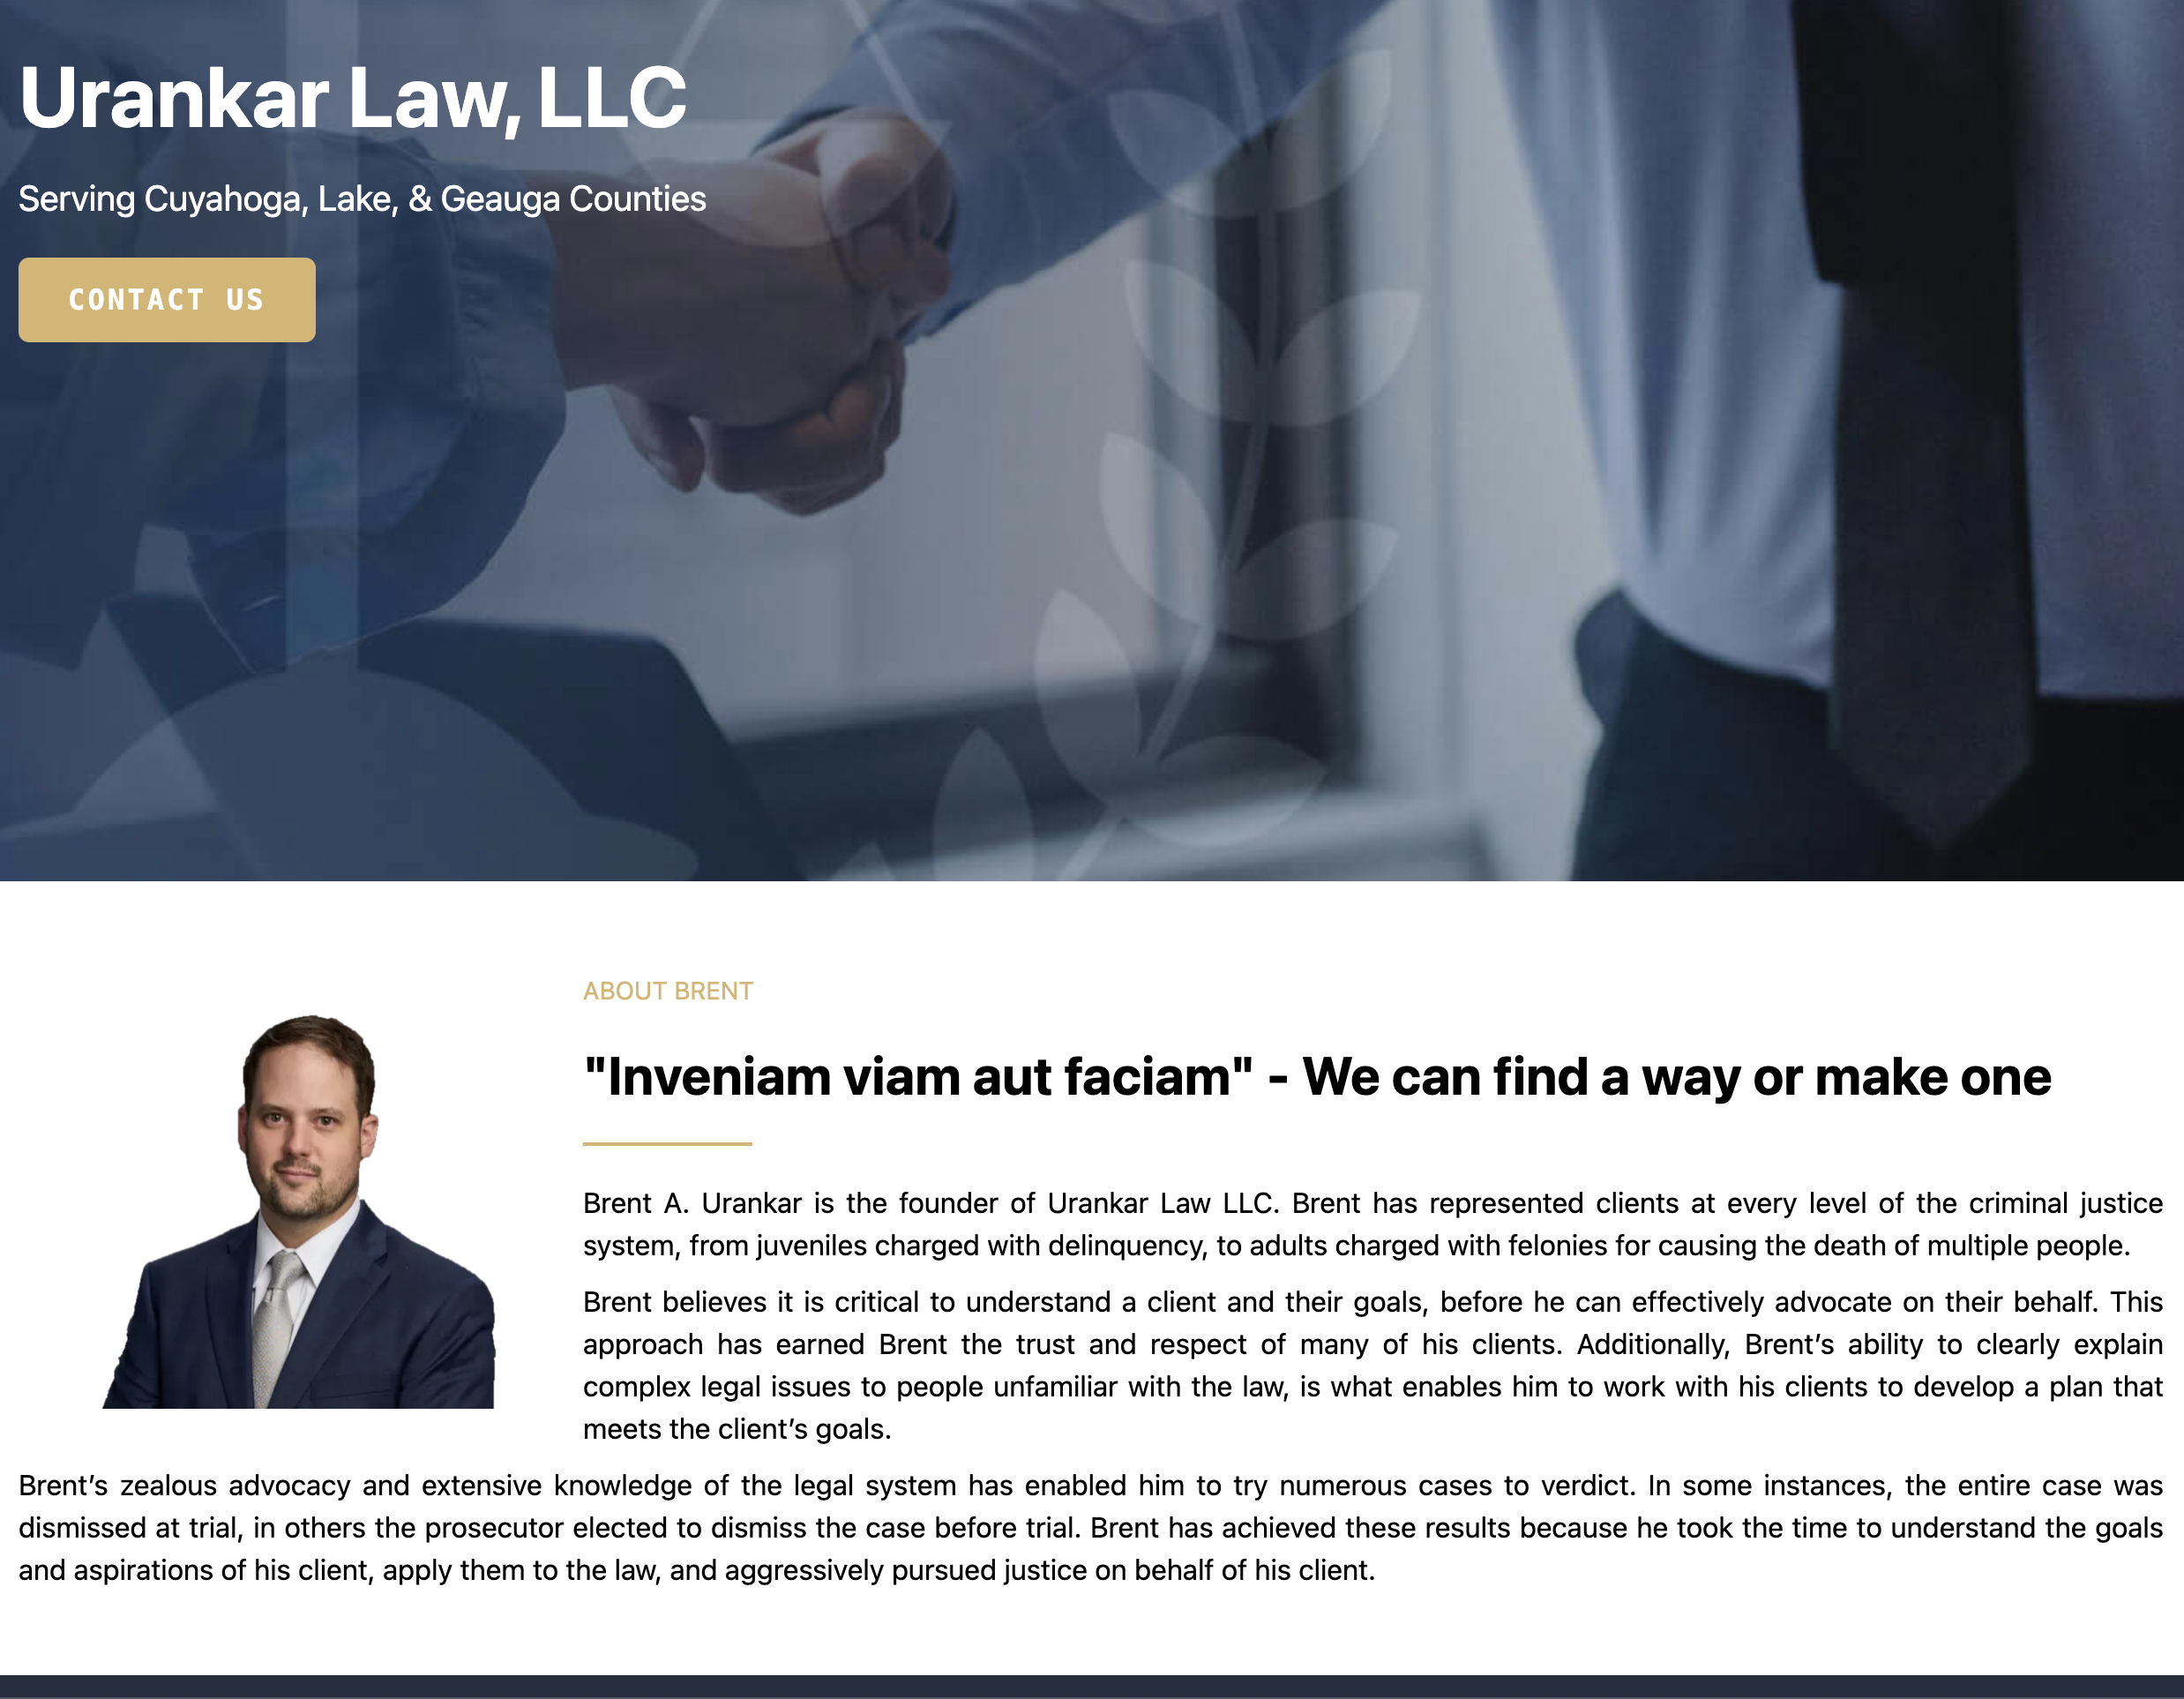 Urankar Law, LLC
Serving Cuyahoga, Lake, & Geauga Counties
CONTACT US
ABOUT BRENT
"Inveniam viam aut faciam" - We can find a way or make one
Brent A. Urankar is the founder of Urankar Law LLC. Brent has represented clients at every level of the criminal justice
system, from juveniles charged with delinquency, to adults charged with felonies for causing the death of multiple people.
Brent believes it is critical to understand a client and their goals, before he can effectively advocate on their behalf. This
approach has earned Brent the trust and respect of many of his clients. Additionally, Brent’s ability to clearly explain
complex legal issues to people unfamiliar with the law, is what enables him to work with his clients to develop a plan that
meets the client’s goals.
Brent’s zealous advocacy and extensive knowledge of the legal system has enabled him to try numerous cases to verdict. In some instances, the entire case was
dismissed at trial, in others the prosecutor elected to dismiss the case before trial. Brent has achieved these results because he took the time to understand the goals
and aspirations of his client, apply them to the law, and aggressively pursued justice on behalf of his client.